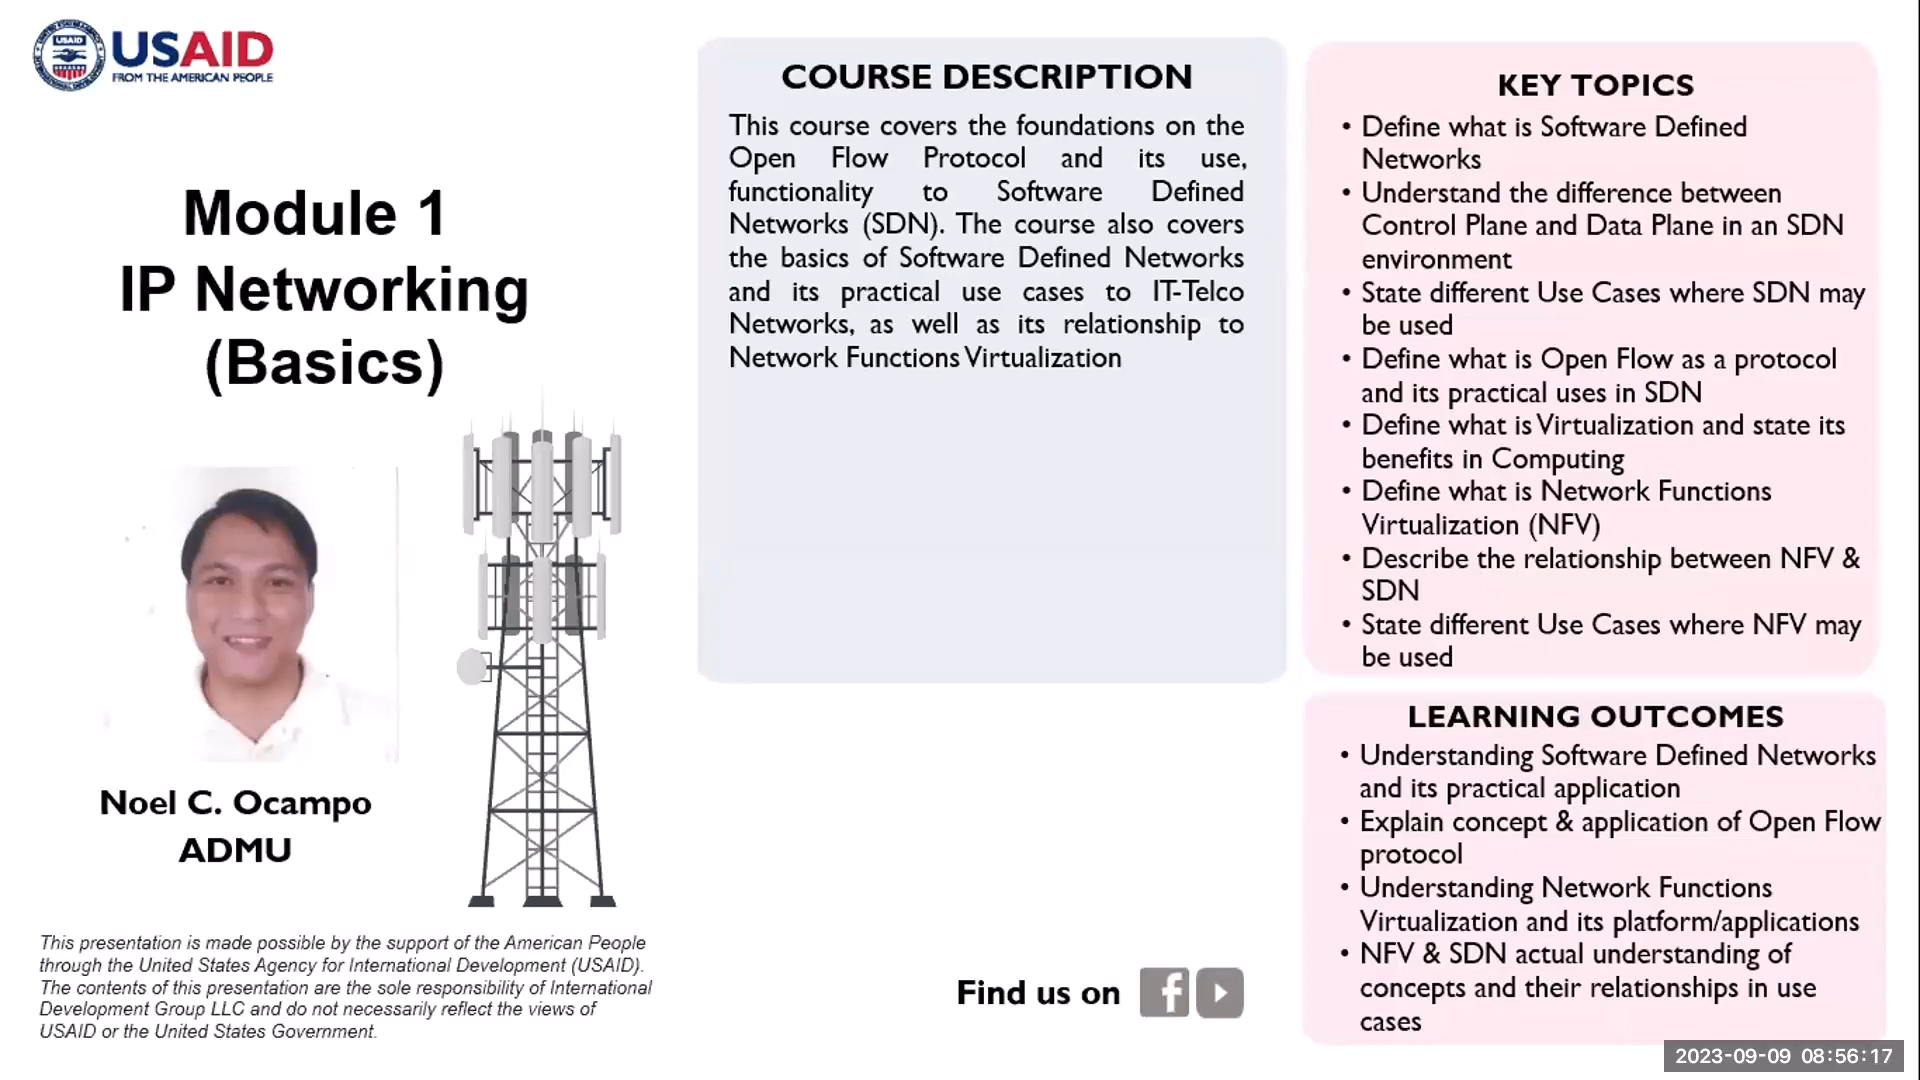 USAID
USAID
FROM THE AMERICAN PEOPLE
Module 1
IP Networking
(Basics)
Noel C. Ocampo
ADMU
This presentation is made possible by the support of the American People
through the United States Agency for International Development (USAID).
The contents of this presentation are the sole responsibility of International
Development Group LLC and do not necessarily reflect the views of
USAID or the United States Government.
COURSE DESCRIPTION
This course covers the foundations on the
Open Flow Protocol and its use,
functionality to Software Defined
Networks (SDN). The course also covers
the basics of Software Defined Networks
and its practical use cases to IT-Telco
Networks, as well as its relationship to
Network Functions Virtualization
Find us on
KEY TOPICS
• Define what is Software Defined
Networks
• Understand the difference between
Control Plane and Data Plane in an SDN
environment
• State different Use Cases where SDN may
be used
• Define what is Open Flow as a protocol
and its practical uses in SDN
• Define what is Virtualization and state its
benefits in Computing
• Define what is Network Functions
Virtualization (NFV)
• Describe the relationship between NFV &
SDN
• State different Use Cases where NFV may
be used
LEARNING OUTCOMES
• Understanding Software Defined Networks
and its practical application
• Explain concept & application of Open Flow
protocol
• Understanding Network Functions
Virtualization and its platform/applications
• NFV & SDN actual understanding of
concepts and their relationships in use
cases
2023-09-09 08:56:17